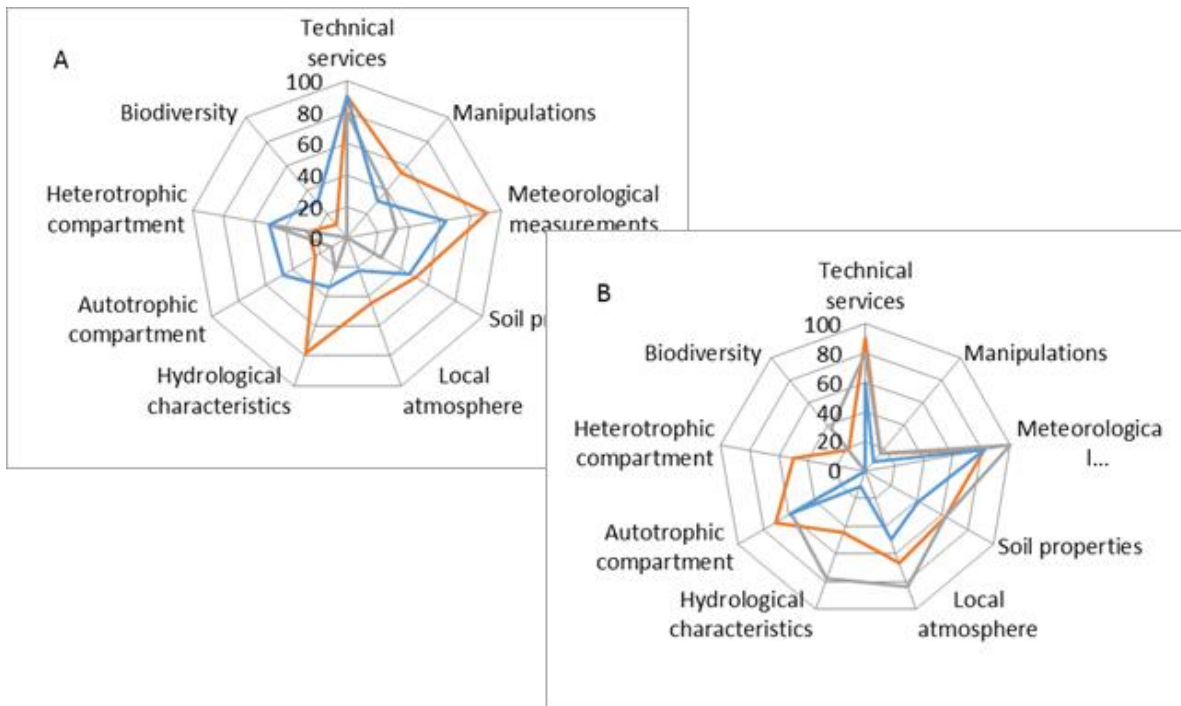 A
Technical
services
100
80
60
40
20
0
Manipulations
Meteorological
measurements
Soil pr
Local
atmosphere
Hydrological
characteristics
Autotrophic
compartment
Heterotrophic
compartment
Biodiversity
B
Technical
services
100
80
60
40
20
0
Manipulations
Meteorologica
l...
Soil properties
Local
atmosphere
Hydrological
characteristics
Autotrophic
compartment
Heterotrophic
compartment
Biodiversity